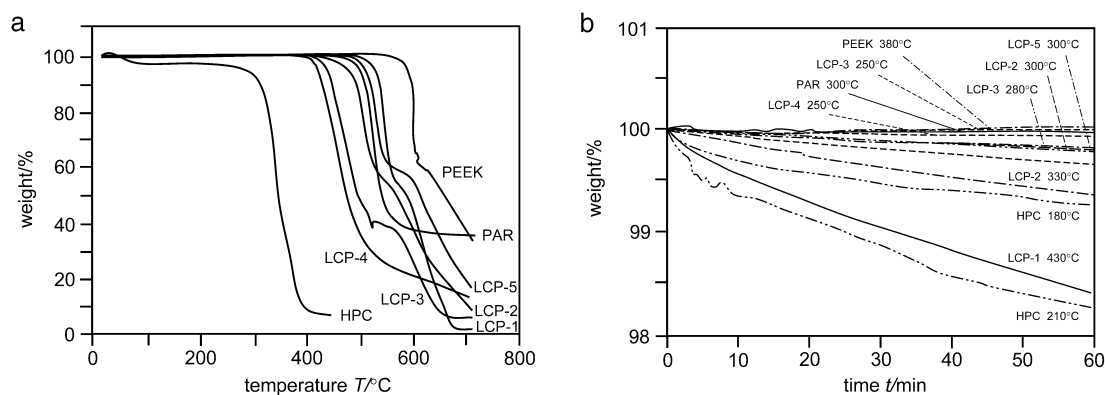 a
100
80
60
40
20
0
weight/%
0
200
400
600
800
temperature T/°C
PEEK
PAR
LCP-4
LCP-3
LCP-5
LCP-2
LCP-1
HPC
b
101
100
99
98
weight/%
0
10
20
30
40
50
60
time t/min
PEEK 380°C
LCP-3 250°C
PAR 300°C
LCP-4 250°C
LCP-5 300°C
LCP-2 300°C
LCP-3 280°C
LCP-2 330°C
HPC 180°C
LCP-1 430°C
HPC 210°C